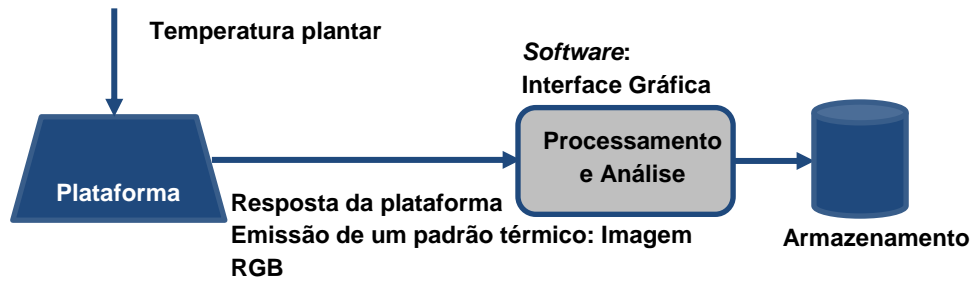 Temperatura plantar
Software:
Interface Gráfica
Processamento
e Análise
Plataforma
Resposta da plataforma
Emissão de um padrão térmico: Imagem
RGB
Armazenamento